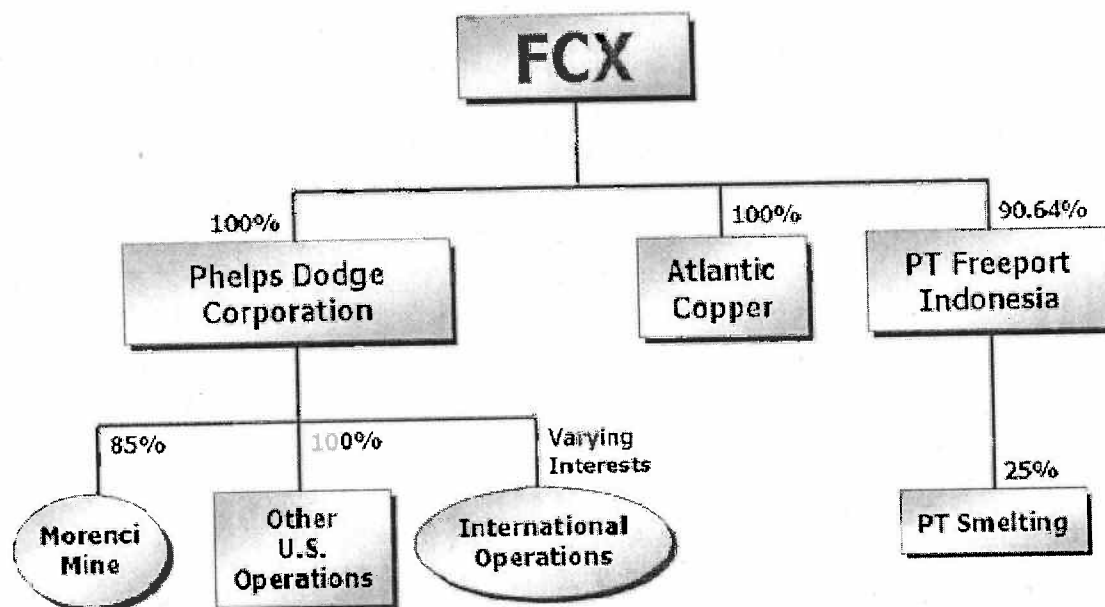 FCX
100%
100%
90.64%
Phelps Dodge
Corporation
Atlantic
Copper
PT Freeport
Indonesia
85%
100%
Varying
Interests
25%
Morenci
Mine
Other
U.S.
Operations
International
Operations
PT Smelting